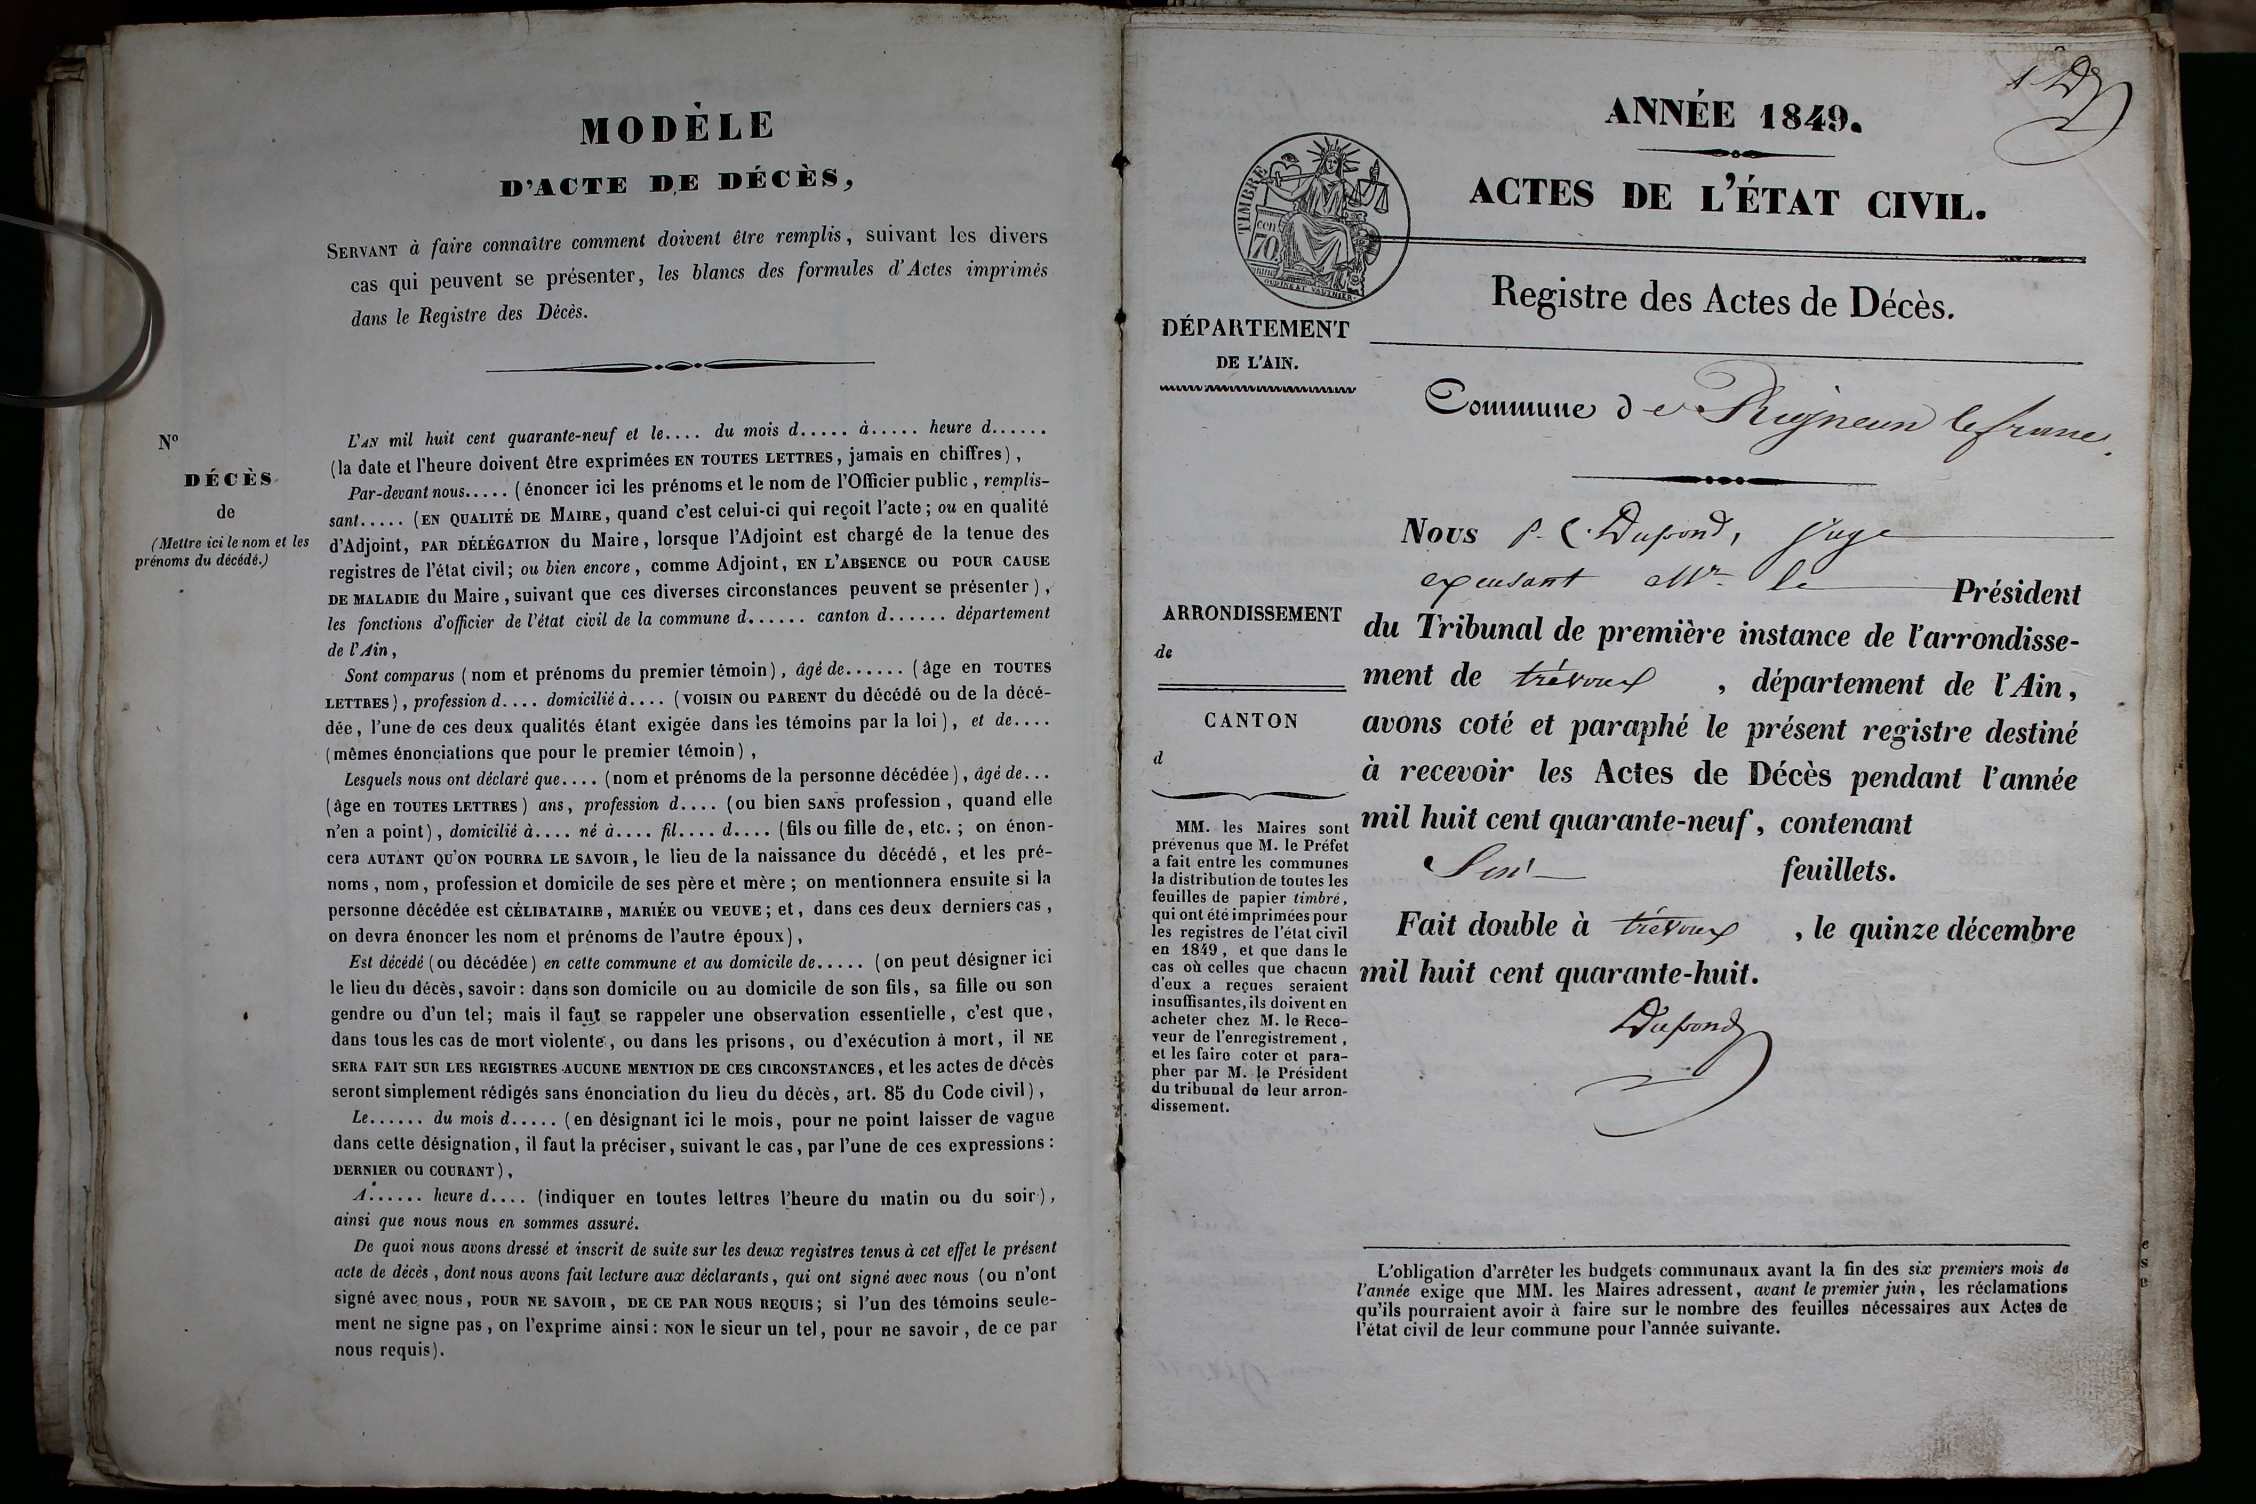 MODÈLE
D'ACTE DE DÉCÈS,
SERVANT à faire connaître comment doivent être remplis, suivant les divers
cas qui peuvent se présenter, les blancs des formules d'Actes imprimés
dans le Registre des Décès.
N°
DÉCÈS
de
(Mettre ici le nom et les
prénoms du décédé.)
L'AN mil huit cent quarante-neuf et le.... du mois d..... à..... heure d......
(la date et l'heure doivent être exprimées EN TOUTES LETTRES, jamais en chiffres),
Par-devant nous..... (énoncer ici les prénoms et le nom de l'Officier public, remplis-
sant..... (EN QUALITÉ DE MAIRE, quand c'est celui-ci qui reçoit l'acte; ou en qualité
d'Adjoint, PAR DÉLÉGATION du Maire, lorsque l'Adjoint est chargé de la tenue des
registres de l'état civil; ou bien encore, comme Adjoint, EN L'ABSENCE OU POUR CAUSE
DE MALADIE du Maire, suivant que ces diverses circonstances peuvent se présenter),
les fonctions d'officier de l'état civil de la commune d...... canton d...... département
de l'Ain,
Sont comparus (nom et prénoms du premier témoin), âgé de...... (âge en TOUTES
LETTRES), profession d.... domicilié à.... (VOISIN OU PARENT du décédé ou de la décé-
dée, l'une de ces deux qualités étant exigée dans les témoins par la loi), et de....
(mêmes énonciations que pour le premier témoin),
Lesquels nous ont déclaré que.... (nom et prénoms de la personne décédée), âgé de...
(âge en TOUTES LETTRES) ans, profession d.... (ou bien SANS profession, quand elle
n'en a point), domicilié à.... né à.... fil.... d.... (fils ou fille de, etc.; on énon-
cera AUTANT QU'ON POURRA LE SAVOIR, le lieu de la naissance du décédé, et les pré-
noms, nom, profession et domicile de ses père et mère; on mentionnera ensuite si la
personne décédée est CÉLIBATAIRE, MARIÉE OU VEUVE; et, dans ces deux derniers cas,
on devra énoncer les nom et prénoms de l'autre époux),
Est décédé (ou décédée) en cette commune et au domicile de..... (on peut désigner ici
le lieu du décès, savoir: dans son domicile ou au domicile de son fils, sa fille ou son
gendre ou d'un tel; mais il faut se rappeler une observation essentielle, c'est que,
dans tous les cas de mort violente, ou dans les prisons, ou d'exécution à mort, il NE
SERA FAIT SUR LES REGISTRES AUCUNE MENTION DE CES CIRCONSTANCES, et les actes de décès
seront simplement rédigés sans énonciation du lieu du décès, art. 85 du Code civil),
Le...... du mois d..... (en désignant ici le mois, pour ne point laisser de vague
dans cette désignation, il faut la préciser, suivant le cas, par l'une de ces expressions:
DERNIER OU COURANT),
A...... heure d.... (indiquer en toutes lettres l'heure du matin ou du soir),
ainsi que nous nous en sommes assuré.
De quoi nous avons dressé et inscrit de suite sur les deux registres tenus à cet effet le présent
acte de décès, dont nous avons fait lecture aux déclarants, qui ont signé avec nous (ou n'ont
signé avec nous, POUR NE SAVOIR, DE CE PAR NOUS REQUIS; si l'un des témoins seule-
ment ne signe pas, on l'exprime ainsi: NON le sieur un tel, pour ne savoir, de ce par
nous requis).
1
ANNÉE 1849.
ACTES DE L'ÉTAT CIVIL.
TIMBRE
cen
70
Registre des Actes de Décès.
DÉPARTEMENT
DE L'AIN.
Commune de Rigneux le franc.
Nous P. C. Dupond, Juge
excusant Mr le Président
du Tribunal de première instance de l'arrondisse-
ment de trévoux, département de l'Ain,
avons coté et paraphé le présent registre destiné
à recevoir les Actes de Décès pendant l'année
mil huit cent quarante-neuf, contenant
feuillets.
Fait double à trévoux, le quinze décembre
mil huit cent quarante-huit.
Dupond
ARRONDISSEMENT
de
CANTON
d
MM. les Maires sont
prévenus que M. le Préfet
a fait entre les communes
la distribution de toutes les
feuilles de papier timbré,
qui ont été imprimées pour
les registres de l'état civil
en 1849, et que dans le
cas où celles que chacun
d'eux a reçues seraient
insuffisantes, ils doivent en
acheter chez M. le Rece-
veur de l'enregistrement,
et les faire coter et para-
pher par M. le Président
du tribunal de leur arron-
dissement.
L'obligation d'arrêter les budgets communaux avant la fin des six premiers mois de
l'année exige que MM. les Maires adressent, avant le premier juin, les réclamations
qu'ils pourraient avoir à faire sur le nombre des feuilles nécessaires aux Actes de
l'état civil de leur commune pour l'année suivante.